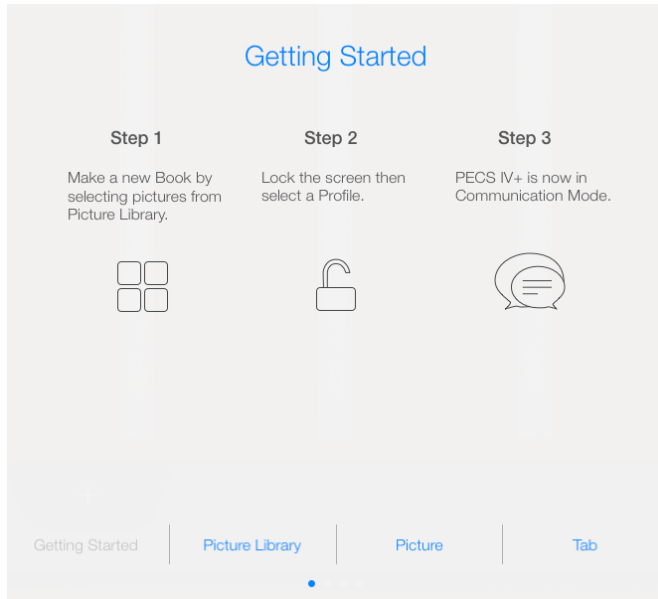 Getting Started
Step 1
Make a new Book by
selecting pictures from
Picture Library.
Step 2
Lock the screen then
select a Profile.
Step 3
PECS IV+ is now in
Communication Mode.
Getting Started
Picture Library
Picture
Tab